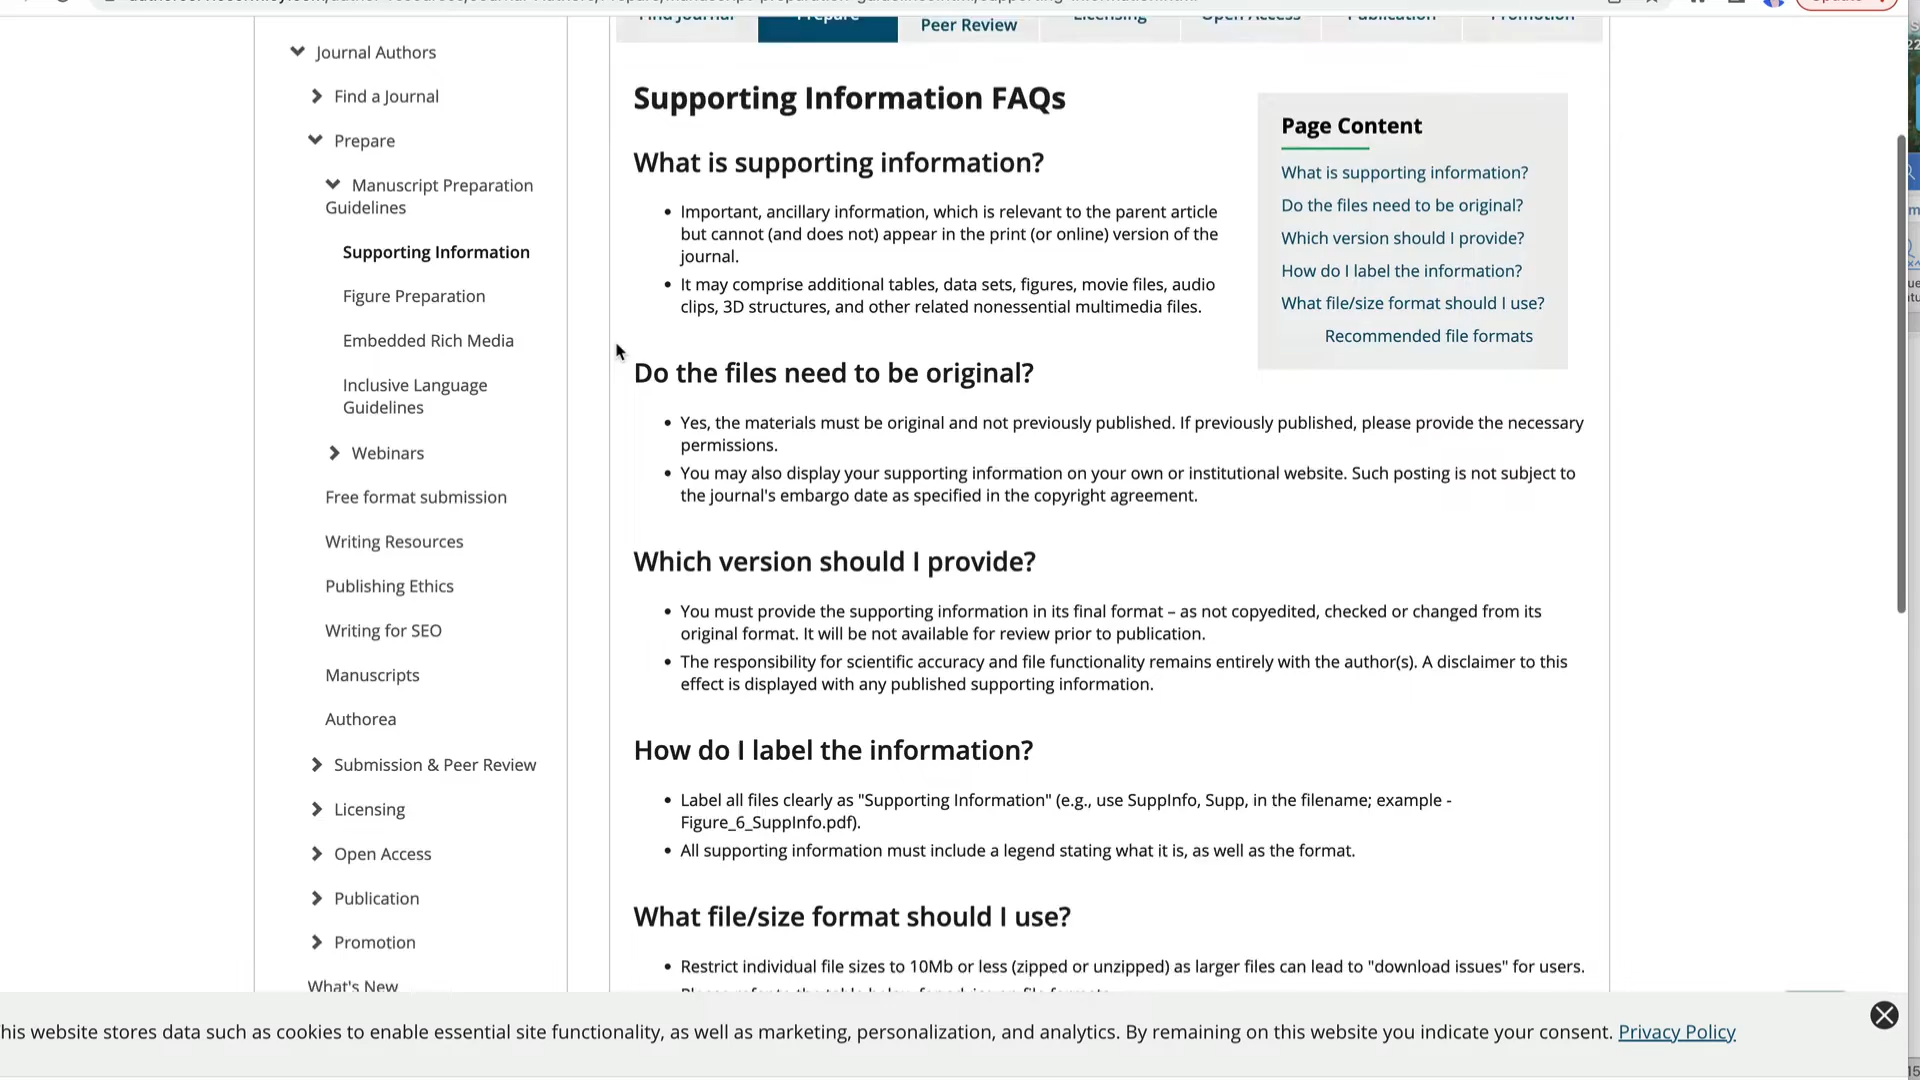 Prepare
Peer Review
Licensing
Open Access
Publication
Promotion
Journal Authors
Find a Journal
Prepare
Manuscript Preparation
Guidelines
Supporting Information
Figure Preparation
Embedded Rich Media
Inclusive Language
Guidelines
Webinars
Free format submission
Writing Resources
Publishing Ethics
Writing for SEO
Manuscripts
Authorea
Submission & Peer Review
Licensing
Open Access
Publication
Promotion
What's New
Supporting Information FAQs
What is supporting information?
• Important, ancillary information, which is relevant to the parent article
but cannot (and does not) appear in the print (or online) version of the
journal.
• It may comprise additional tables, data sets, figures, movie files, audio
clips, 3D structures, and other related nonessential multimedia files.
Page Content
What is supporting information?
Do the files need to be original?
Which version should I provide?
How do I label the information?
What file/size format should I use?
Recommended file formats
Do the files need to be original?
• Yes, the materials must be original and not previously published. If previously published, please provide the necessary
permissions.
• You may also display your supporting information on your own or institutional website. Such posting is not subject to
the journal's embargo date as specified in the copyright agreement.
Which version should I provide?
• You must provide the supporting information in its final format – as not copyedited, checked or changed from its
original format. It will be not available for review prior to publication.
• The responsibility for scientific accuracy and file functionality remains entirely with the author(s). A disclaimer to this
effect is displayed with any published supporting information.
How do I label the information?
• Label all files clearly as "Supporting Information" (e.g., use SuppInfo, Supp, in the filename; example -
Figure_6_SuppInfo.pdf).
• All supporting information must include a legend stating what it is, as well as the format.
What file/size format should I use?
• Restrict individual file sizes to 10Mb or less (zipped or unzipped) as larger files can lead to "download issues" for users.
his website stores data such as cookies to enable essential site functionality, as well as marketing, personalization, and analytics. By remaining on this website you indicate your consent. Privacy Policy